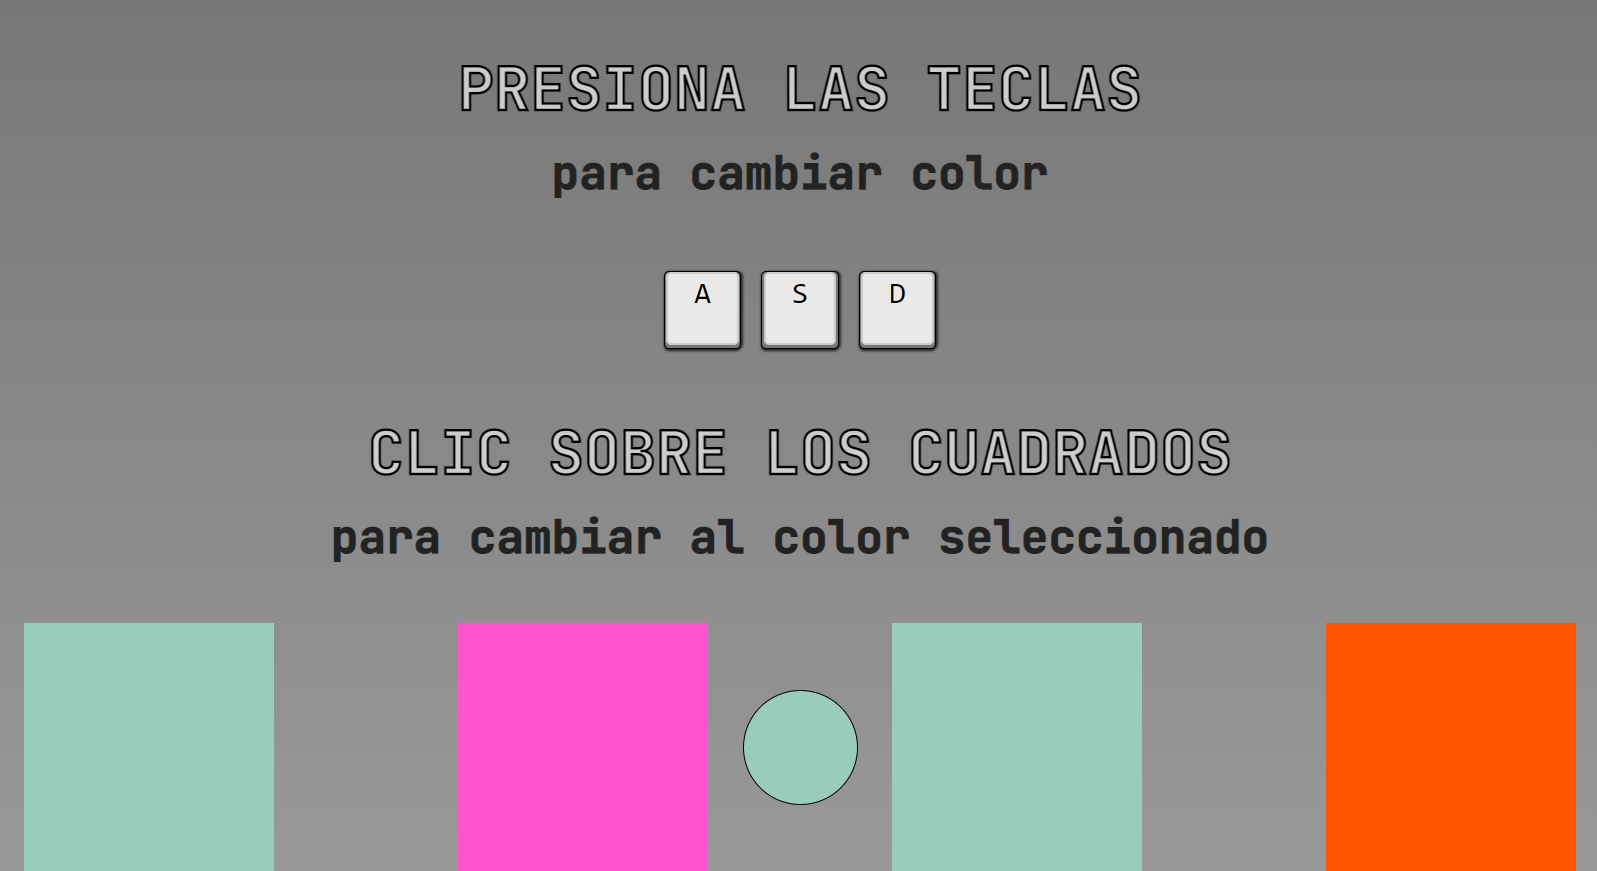 PRESIONA LAS TECLAS
para cambiar color
A S D
CLIC SOBRE LOS CUADRADOS
para cambiar al color seleccionado